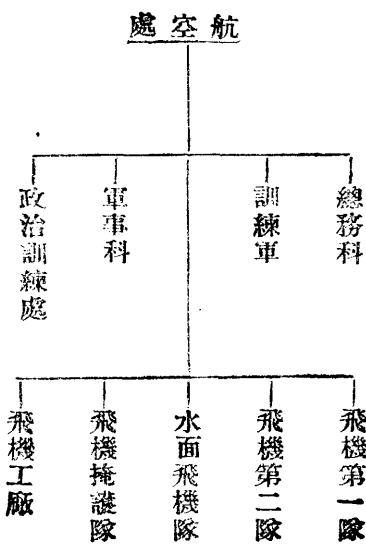 航空處
總務科
訓練軍
軍事科
政治訓練處
飛機第一隊
飛機第二隊
水面飛機隊
飛機掩護隊
飛機工廠